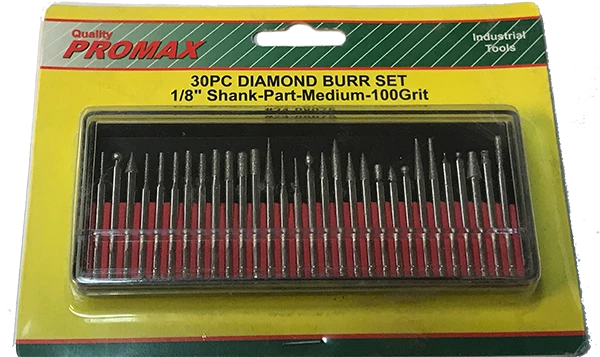 Quality
PROMAX
Industrial
Tools
30PC DIAMOND BURR SET
1/8" Shank-Part-Medium-100Grit